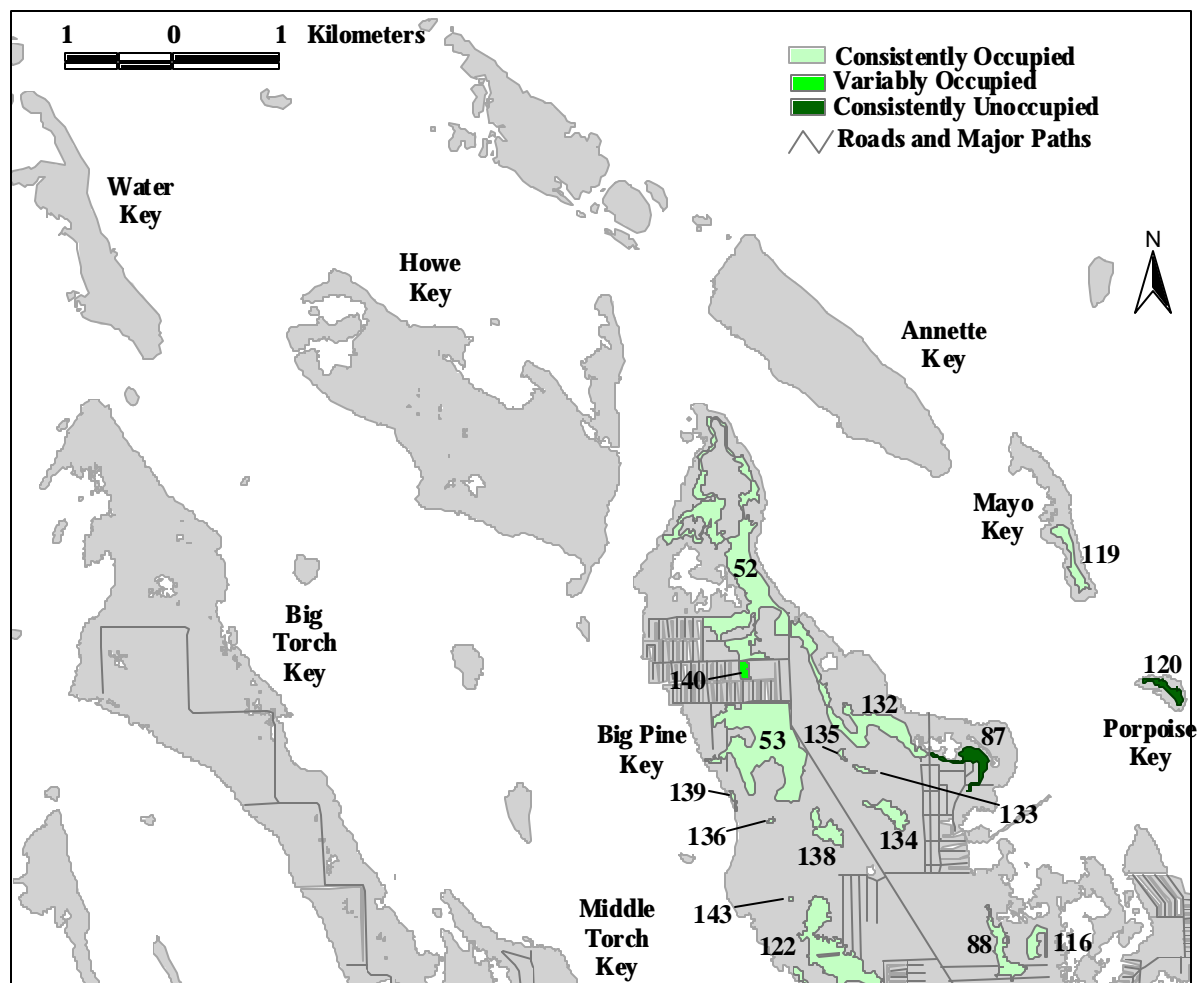 1 0 1 Kilometers
Consistently Occupied
Variably Occupied
Consistently Unoccupied
Roads and Major Paths
Water
Key
N
Howe
Key
Annette
Key
Mayo
Key
119
52
Big
Torch
Key
120
140
132
Porpoise
Key
Big Pine
Key
53
135
87
139
133
136
138
134
143
Middle
Torch
Key
122
88
116